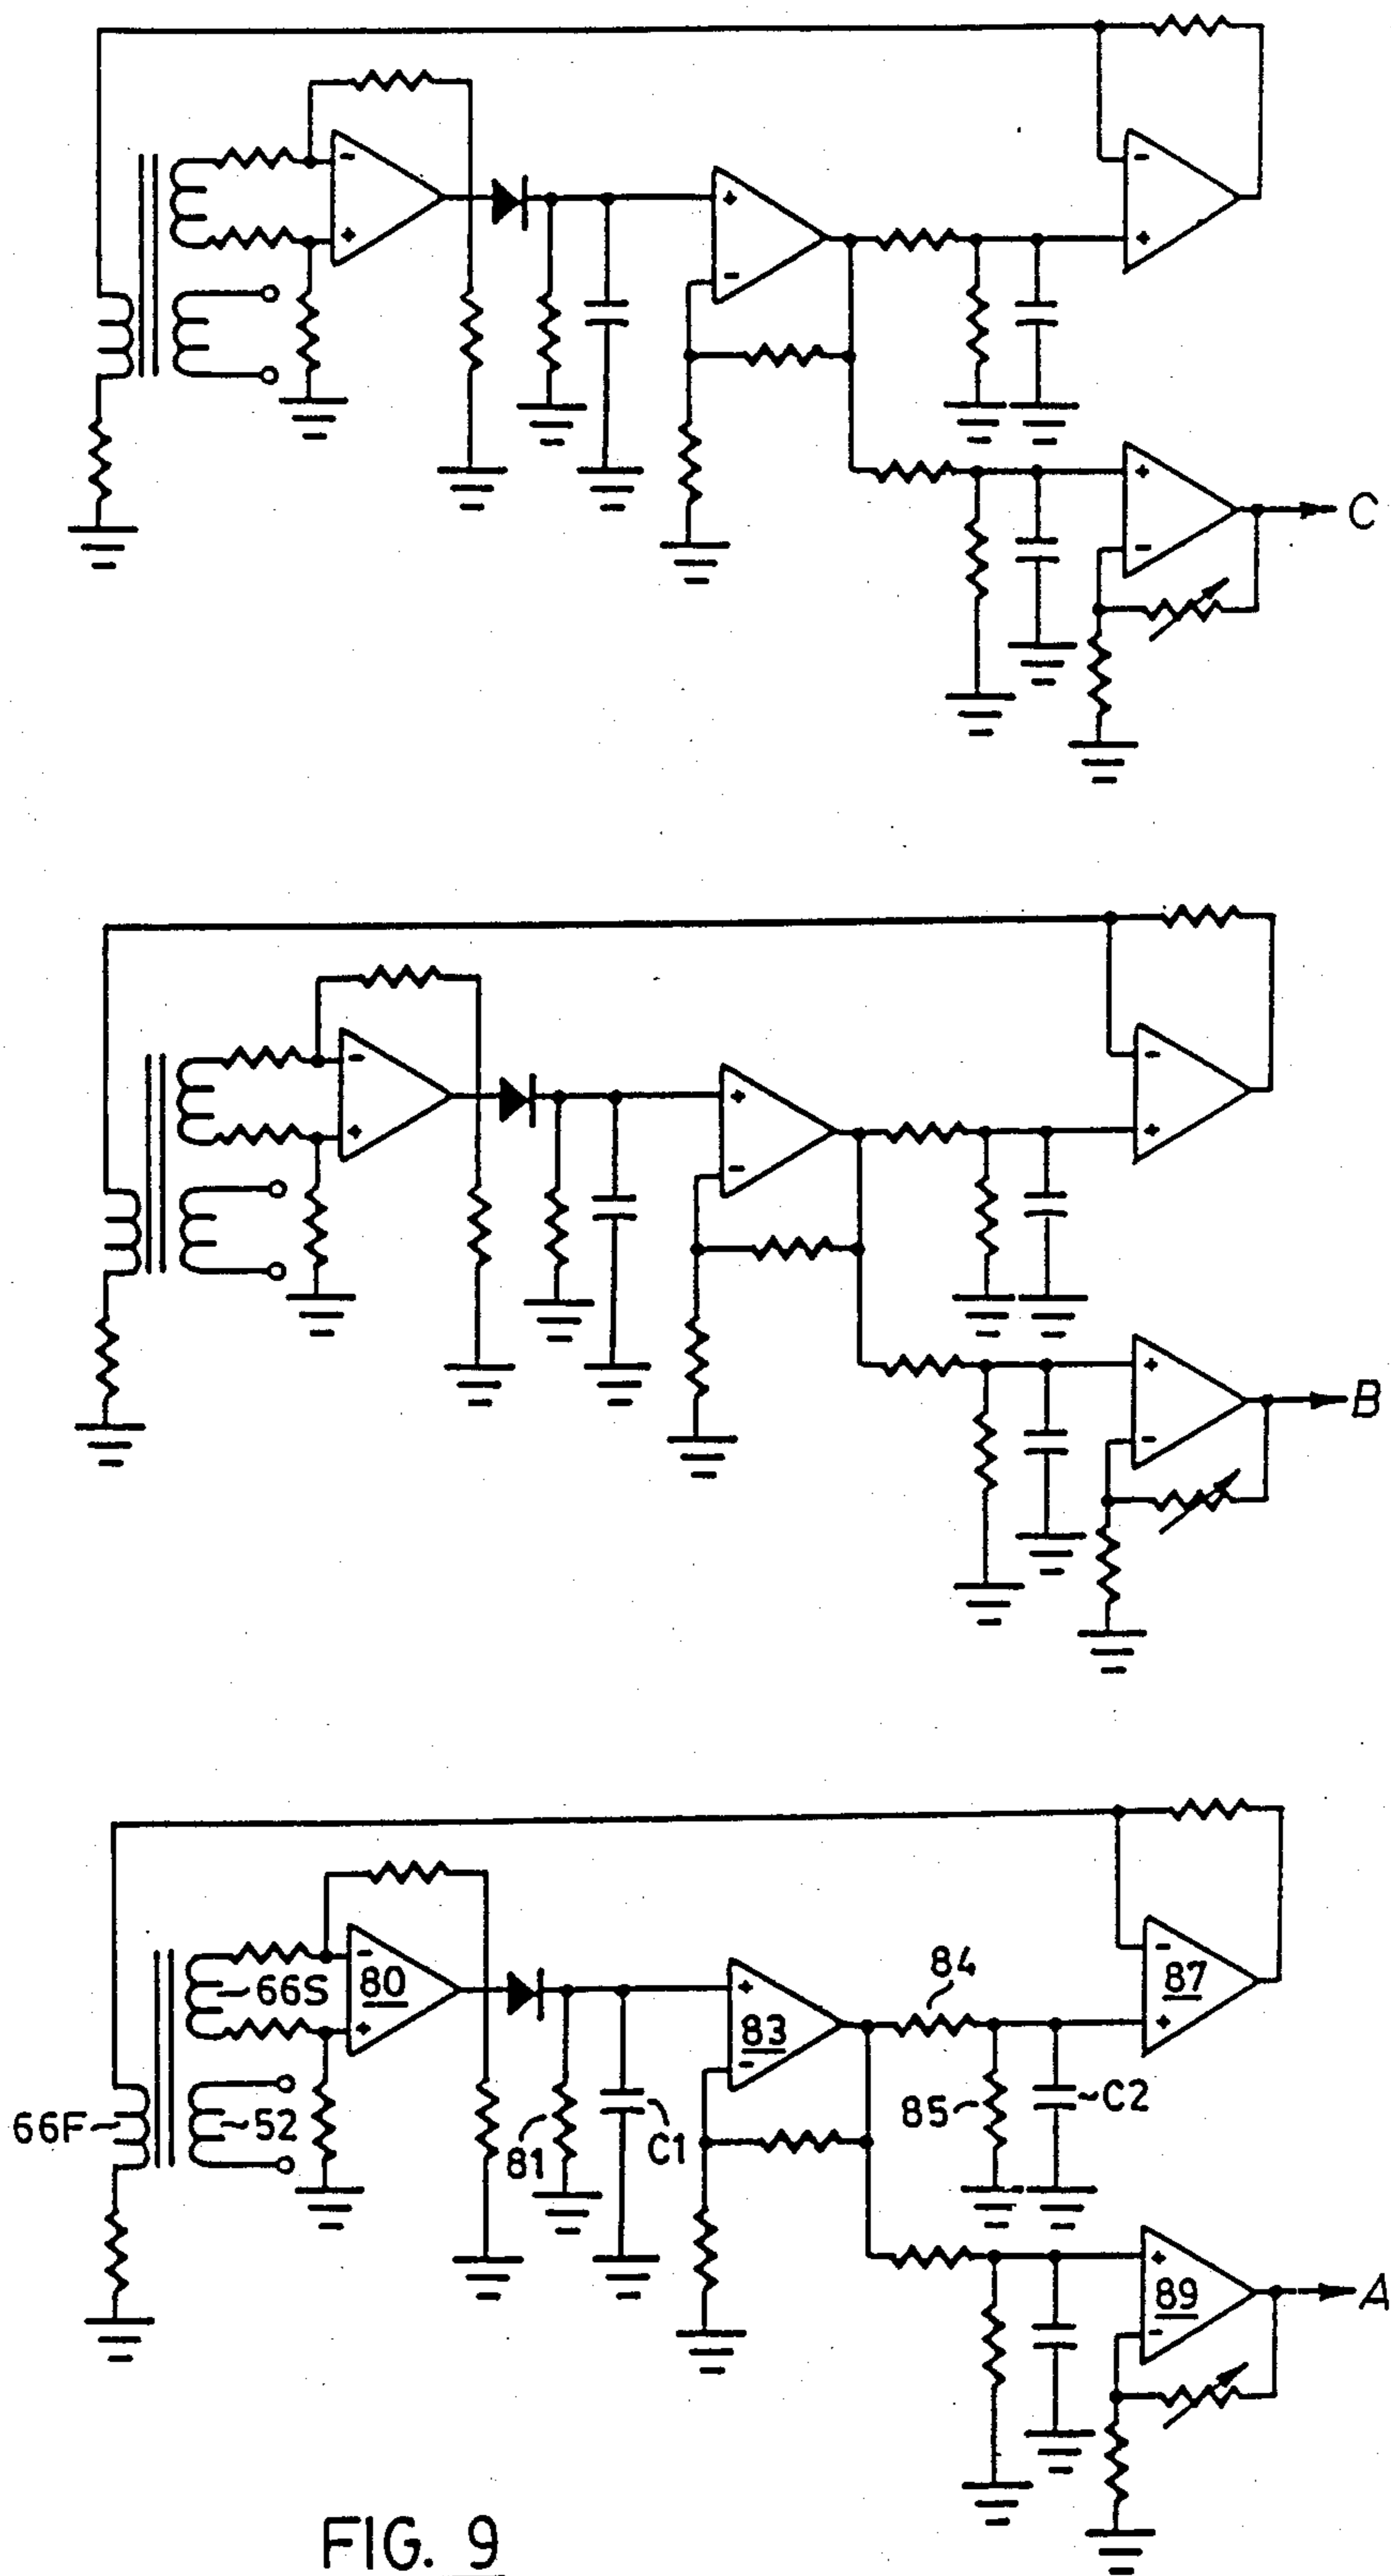 - + + - - + + - C
- + + - - + + - B
84
66S - 80 + + 83 - - 87 +
66F 52 81 C1 85 C2
+ 89 - A
FIG. 9